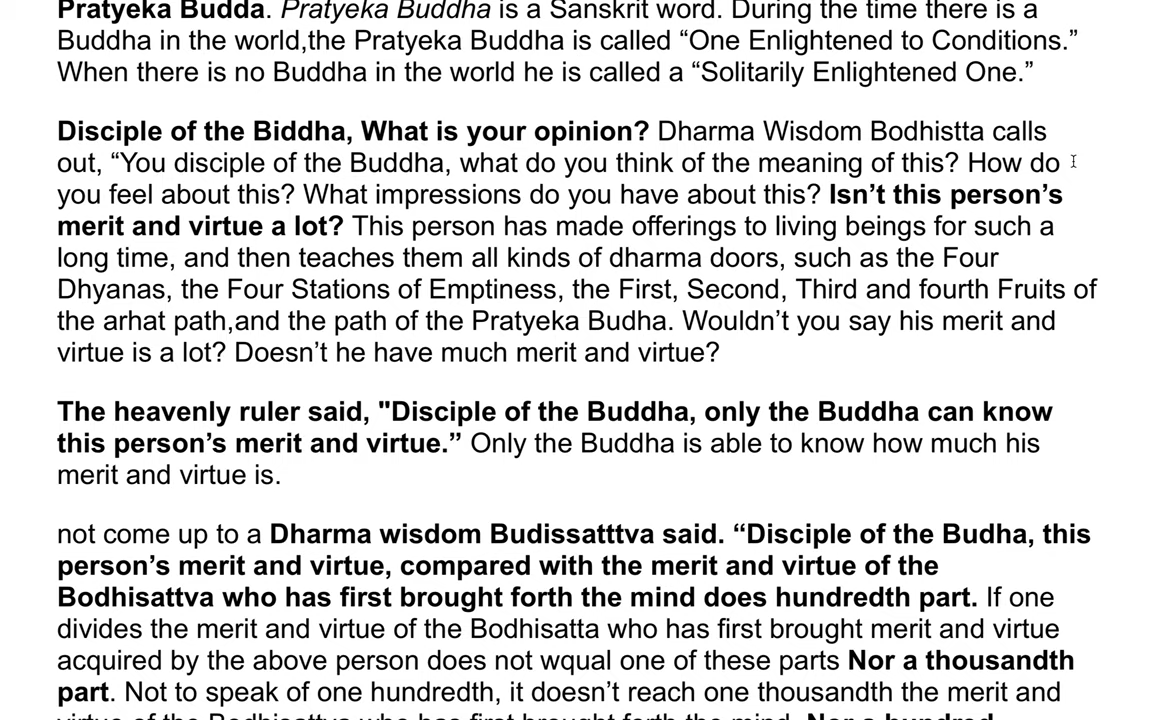 Pratyeka Budda. Pratyeka Buddha is a Sanskrit word. During the time there is a
Buddha in the world,the Pratyeka Buddha is called “One Enlightened to Conditions.”
When there is no Buddha in the world he is called a “Solitarily Enlightened One.”
Disciple of the Biddha, What is your opinion? Dharma Wisdom Bodhistta calls
out, “You disciple of the Buddha, what do you think of the meaning of this? How do
you feel about this? What impressions do you have about this? Isn’t this person’s
merit and virtue a lot? This person has made offerings to living beings for such a
long time, and then teaches them all kinds of dharma doors, such as the Four
Dhyanas, the Four Stations of Emptiness, the First, Second, Third and fourth Fruits of
the arhat path,and the path of the Pratyeka Budha. Wouldn’t you say his merit and
virtue is a lot? Doesn’t he have much merit and virtue?
The heavenly ruler said, "Disciple of the Buddha, only the Buddha can know
this person’s merit and virtue.” Only the Buddha is able to know how much his
merit and virtue is.
not come up to a Dharma wisdom Budissatttva said. “Disciple of the Budha, this
person’s merit and virtue, compared with the merit and virtue of the
Bodhisattva who has first brought forth the mind does hundredth part. If one
divides the merit and virtue of the Bodhisatta who has first brought merit and virtue
acquired by the above person does not wqual one of these parts Nor a thousandth
part. Not to speak of one hundredth, it doesn’t reach one thousandth the merit and
virtue of the Bodhisattva who has first brought forth the mind. Nor a hundred